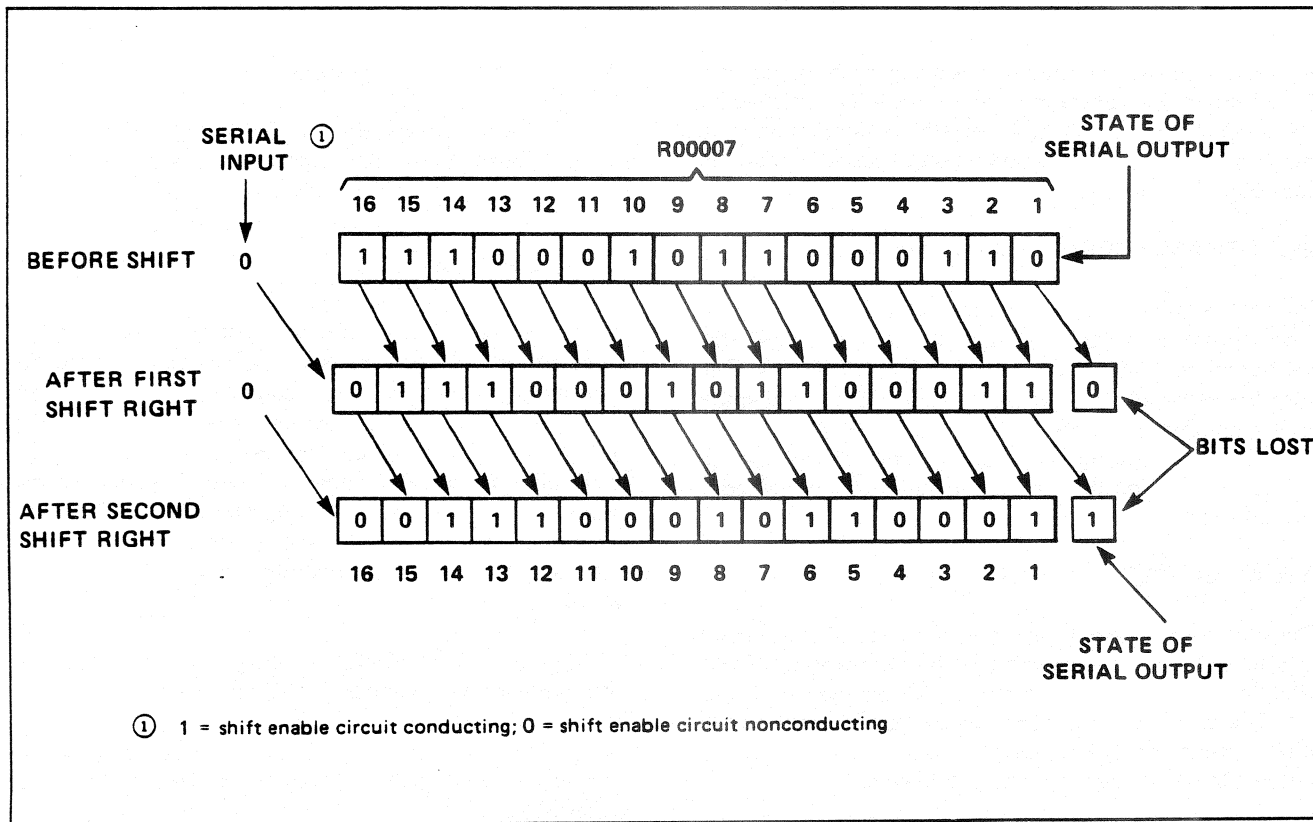 SERIAL ①
INPUT
R00007
STATE OF
SERIAL OUTPUT
16 15 14 13 12 11 10 9 8 7 6 5 4 3 2 1
BEFORE SHIFT 0 1 1 1 0 0 0 1 0 1 1 0 0 0 1 1 0
AFTER FIRST
SHIFT RIGHT
0 0 1 1 1 0 0 0 1 0 1 1 0 0 0 1 1 0
BITS LOST
AFTER SECOND
SHIFT RIGHT
0 0 1 1 1 0 0 0 1 0 1 1 0 0 0 1 1
16 15 14 13 12 11 10 9 8 7 6 5 4 3 2 1
STATE OF
SERIAL OUTPUT
① 1 = shift enable circuit conducting; 0 = shift enable circuit nonconducting